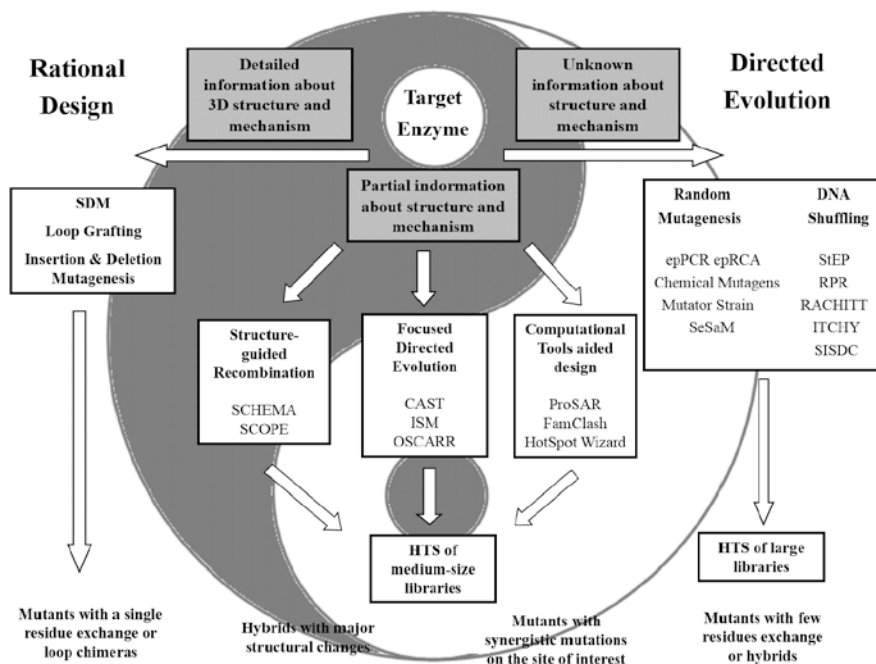 Rational
Design
Detailed
information about
3D structure and
mechanism
Target
Enzyme
Unknown
information about
structure and
mechanism
Directed
Evolution
Partial indormation
about structure and
mechanism
SDM
Loop Grafting
Insertion & Deletion
Mutagenesis
Random
Mutagenesis
epPCR epRCA
Chemical Mutagens
Mutator Strain
SeSaM
DNA
Shuffling
StEP
RPR
RACHITT
ITCHY
SISDC
Structure-
guided
Recombination
SCHEMA
SCOPE
Focused
Directed
Evolution
CAST
ISM
OSCARR
Computational
Tools aided
design
ProSAR
FamClash
HotSpot Wizard
HTS of
medium-size
libraries
HTS of large
libraries
Mutants with a single
residue exchange or
loop chimeras
Hybrids with major
structural changes
Mutants with
synergistic mutations
on the site of interest
Mutants with few
residues exchange
or hybrids